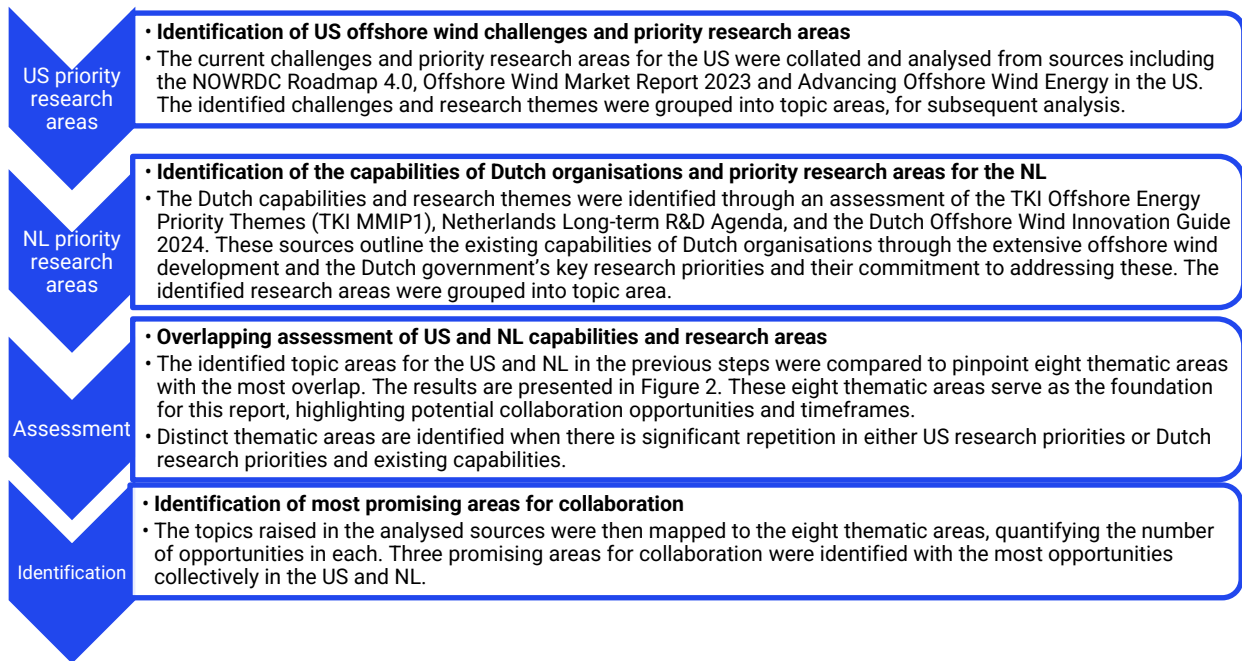 US priority
research
areas
• Identification of US offshore wind challenges and priority research areas
• The current challenges and priority research areas for the US were collated and analysed from sources including
the NOWRDC Roadmap 4.0, Offshore Wind Market Report 2023 and Advancing Offshore Wind Energy in the US.
The identified challenges and research themes were grouped into topic areas, for subsequent analysis.
NL priority
research
areas
• Identification of the capabilities of Dutch organisations and priority research areas for the NL
• The Dutch capabilities and research themes were identified through an assessment of the TKI Offshore Energy
Priority Themes (TKI MMIP1), Netherlands Long-term R&D Agenda, and the Dutch Offshore Wind Innovation Guide
2024. These sources outline the existing capabilities of Dutch organisations through the extensive offshore wind
development and the Dutch government’s key research priorities and their commitment to addressing these. The
identified research areas were grouped into topic area.
Assessment
• Overlapping assessment of US and NL capabilities and research areas
• The identified topic areas for the US and NL in the previous steps were compared to pinpoint eight thematic areas
with the most overlap. The results are presented in Figure 2. These eight thematic areas serve as the foundation
for this report, highlighting potential collaboration opportunities and timeframes.
• Distinct thematic areas are identified when there is significant repetition in either US research priorities or Dutch
research priorities and existing capabilities.
Identification
• Identification of most promising areas for collaboration
• The topics raised in the analysed sources were then mapped to the eight thematic areas, quantifying the number
of opportunities in each. Three promising areas for collaboration were identified with the most opportunities
collectively in the US and NL.